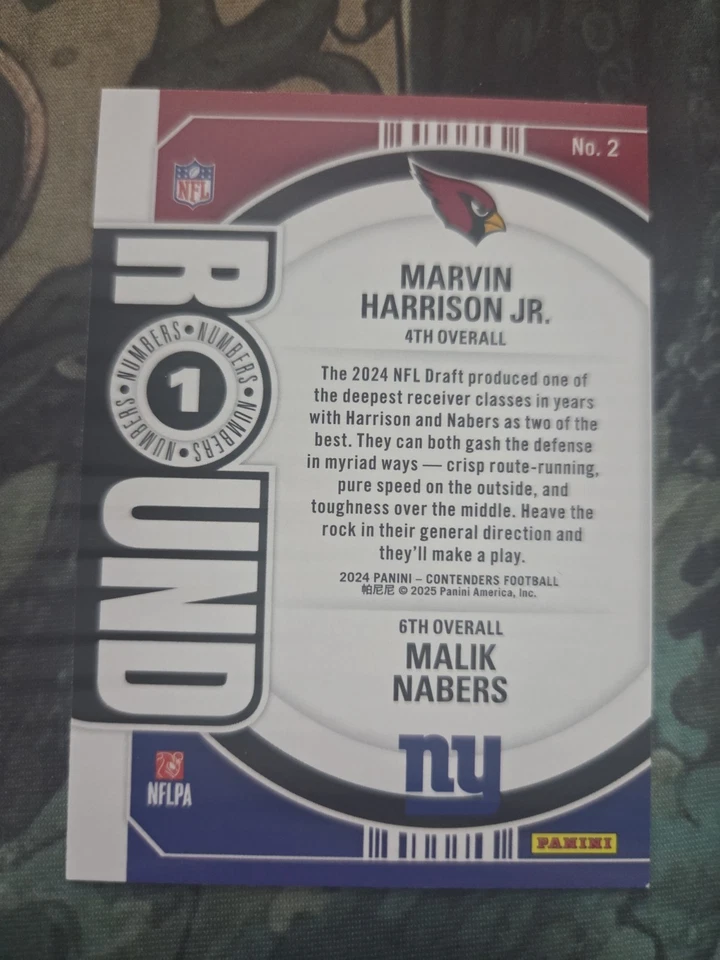 No. 2
NFL
MARVIN
HARRISON JR.
4TH OVERALL
ROUND
1
NUMBERS • NUMBERS • NUMBERS • NUMBERS •
The 2024 NFL Draft produced one of
the deepest receiver classes in years
with Harrison and Nabers as two of the
best. They can both gash the defense
in myriad ways — crisp route-running,
pure speed on the outside, and
toughness over the middle. Heave the
rock in their general direction and
they'll make a play.
2024 PANINI – CONTENDERS FOOTBALL
帕尼尼 © 2025 Panini America, Inc.
6TH OVERALL
MALIK
NABERS
ny
NFLPA
PANINI